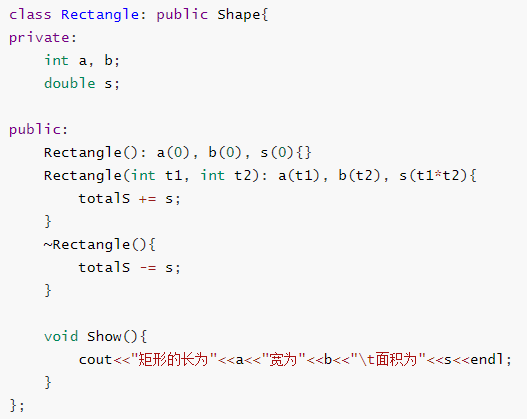 class Rectangle: public Shape{
private:
    int a, b;
    double s;

public:
    Rectangle(): a(0), b(0), s(0){}
    Rectangle(int t1, int t2): a(t1), b(t2), s(t1*t2){
        totalS += s;
    }
    ~Rectangle(){
        totalS -= s;
    }

    void Show(){
        cout<<"矩形的长为"<<a<<"宽为"<<b<<"\t面积为"<<s<<endl;
    }
};